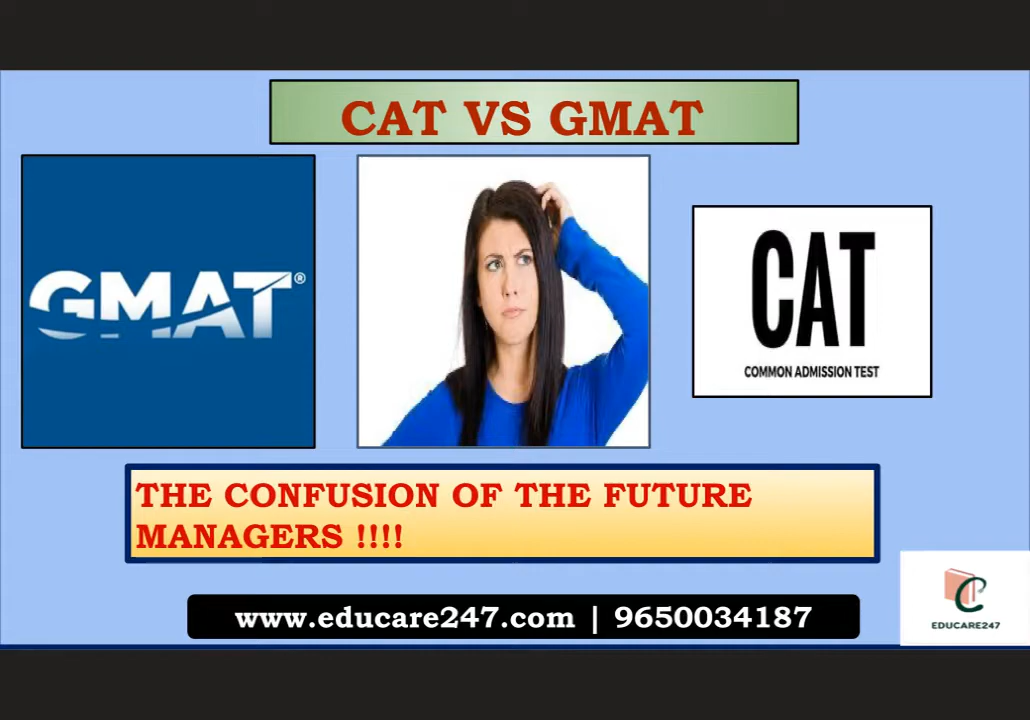 CAT VS GMAT
GMAT®
CAT
COMMON ADMISSION TEST
THE CONFUSION OF THE FUTURE
MANAGERS !!!!
www.educare247.com | 9650034187
C
EDUCARE247